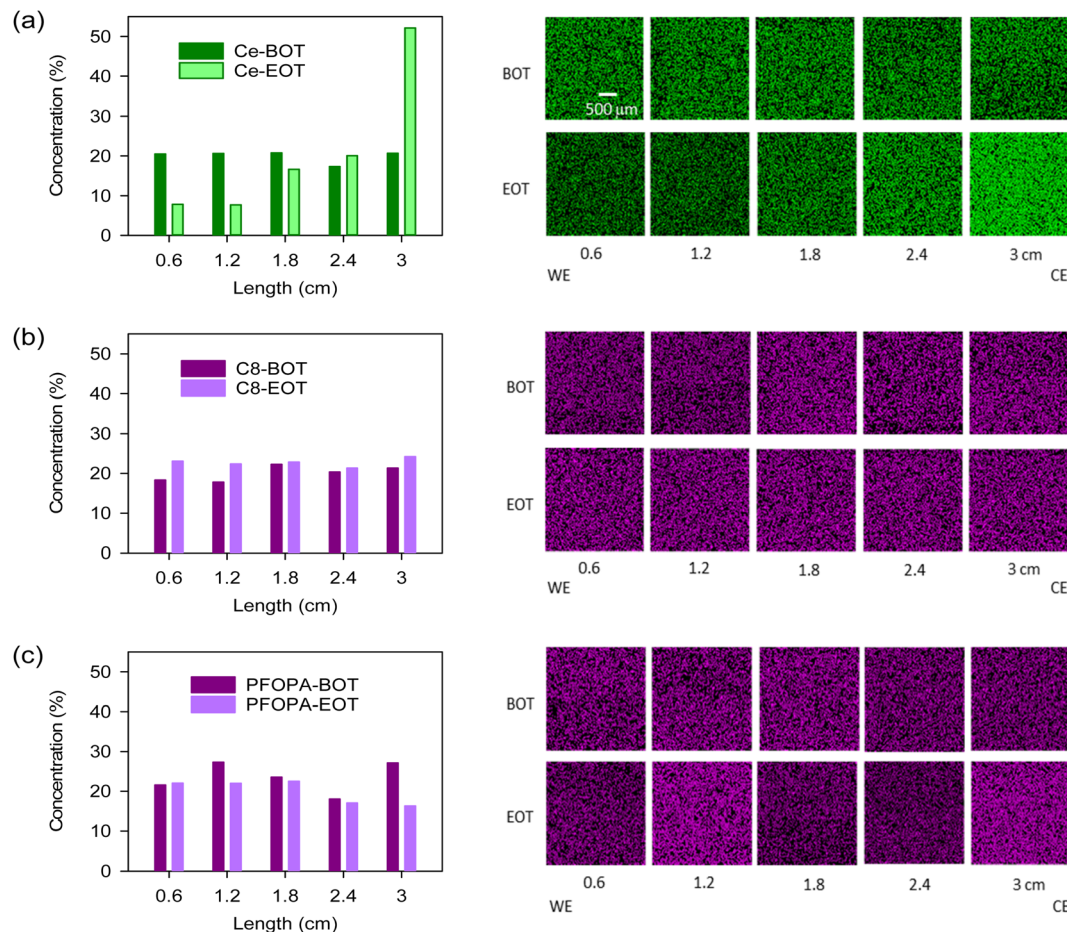 (a)
Concentration (%)
50
40
30
20
10
0
Ce-BOT
Ce-EOT
0.6 1.2 1.8 2.4 3
Length (cm)
BOT
500 µm
EOT
0.6 1.2 1.8 2.4 3 cm
WE CE
(b)
Concentration (%)
50
40
30
20
10
0
C8-BOT
C8-EOT
0.6 1.2 1.8 2.4 3
Length (cm)
BOT
EOT
0.6 1.2 1.8 2.4 3 cm
WE CE
(c)
Concentration (%)
50
40
30
20
10
0
PFOPA-BOT
PFOPA-EOT
0.6 1.2 1.8 2.4 3
Length (cm)
BOT
EOT
0.6 1.2 1.8 2.4 3 cm
WE CE